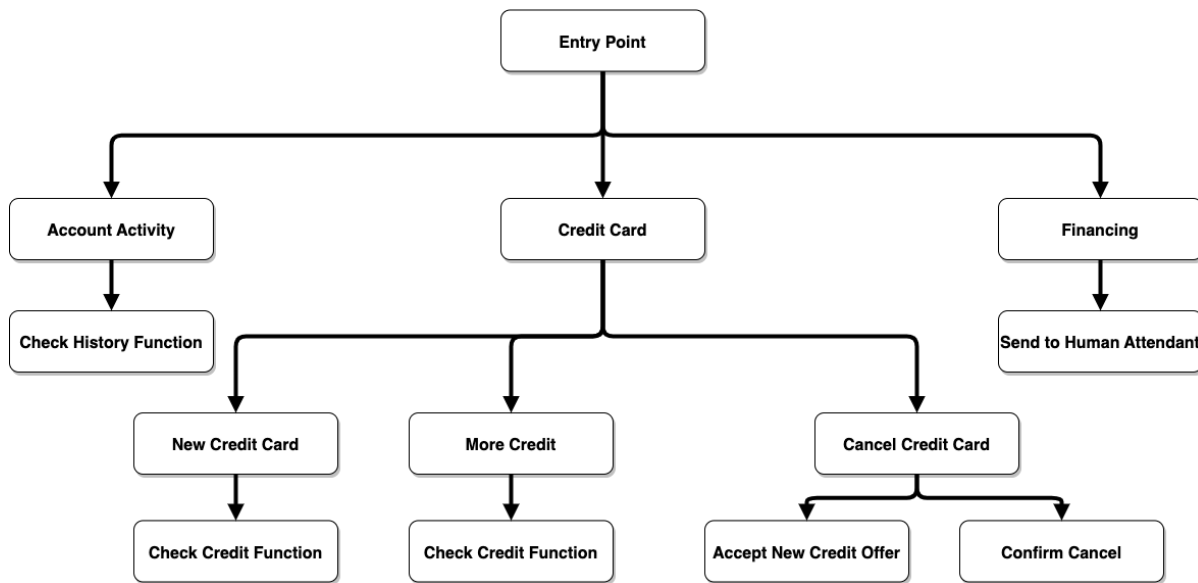 Entry Point
Account Activity
Credit Card
Financing
Check History Function
Send to Human Attendant
New Credit Card
More Credit
Cancel Credit Card
Check Credit Function
Check Credit Function
Accept New Credit Offer
Confirm Cancel